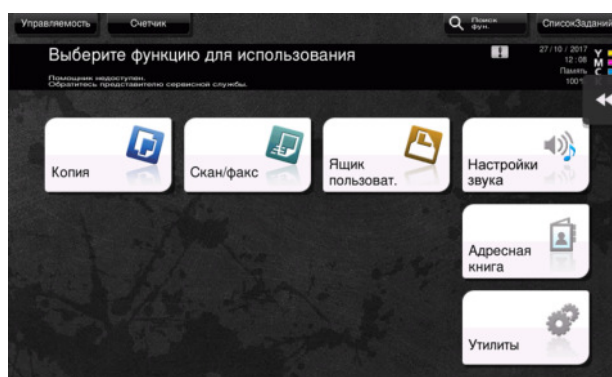 Управляемость
Счетчик
Поиск
фун.
СписокЗаданий
Выберите функцию для использования
27/10 / 2017
12:08
Память
100%
Помощник недоступен.
Обратитесь представителю сервисной службы.
Y
M
C
Копия
Скан/факс
Ящик
пользоват.
Настройки
звука
Адресная
книга
Утилиты